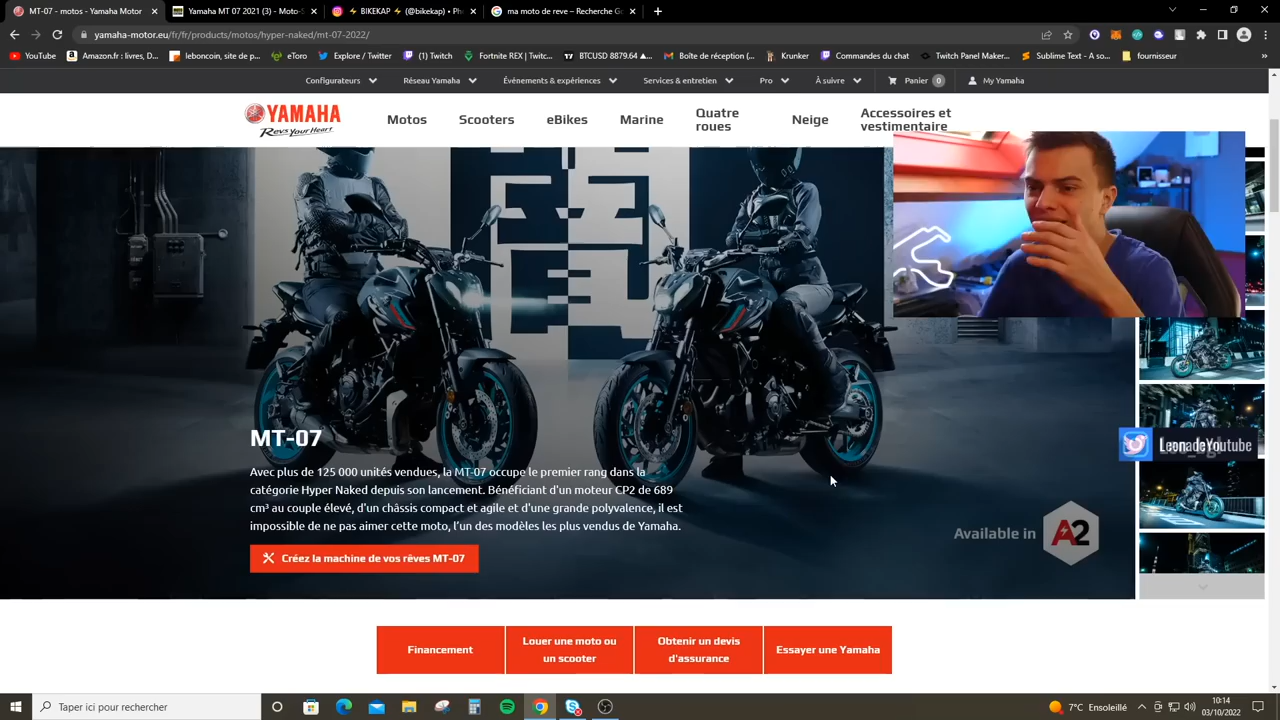 MT-07 - motos - Yamaha Motor
Yamaha MT 07 2021 (3) - Moto-S
⚡ BIKEKAP ⚡ (@bikekap) • Ph
ma moto de reve – Recherche Go
yamaha-motor.eu/fr/fr/products/motos/hyper-naked/mt-07-2022/
YouTube
Amazon.fr : livres, D...
leboncoin, site de p...
eToro
Explore / Twitter
(1) Twitch
Fortnite REX | Twitc...
BTCUSD 8879.64 ▲...
Boîte de réception (...
Krunker
Commandes du chat
Twitch Panel Maker...
Sublime Text - A so...
fournisseur
Configurateurs
Réseau Yamaha
Événements & expériences
Services & entretien
Pro
À suivre
Panier 0
My Yamaha
YAMAHA
Revs Your Heart
Motos
Scooters
eBikes
Marine
Quatre
roues
Neige
Accessoires et
vestimentaire
MT-07
Avec plus de 125 000 unités vendues, la MT-07 occupe le premier rang dans la
catégorie Hyper Naked depuis son lancement. Bénéficiant d'un moteur CP2 de 689
cm³ au couple élevé, d'un châssis compact et agile et d'une grande polyvalence, il est
impossible de ne pas aimer cette moto, l’un des modèles les plus vendus de Yamaha.
Créez la machine de vos rêves MT-07
Available in A2
Financement
Louer une moto ou
un scooter
Obtenir un devis
d'assurance
Essayer une Yamaha
Taper ici pour rechercher
7°C Ensoleillé
10:14
03/10/2022